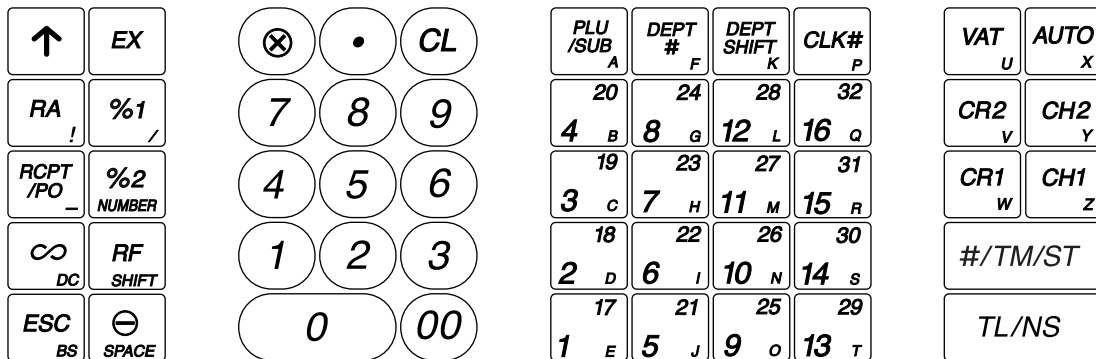 ↑ EX ⊗ • CL PLU /SUB A DEPT # F DEPT SHIFT K CLK# P VAT U AUTO X
RA ! %1 / 7 8 9 20 4 B 24 8 G 28 12 L 32 16 Q CR2 V CH2 Y
RCPT /PO _ %2 NUMBER 4 5 6 19 3 C 23 7 H 27 11 M 31 15 R CR1 W CH1 Z
∞ DC RF SHIFT 1 2 3 18 2 D 22 6 I 26 10 N 30 14 S #/TM/ST
ESC BS ⊖ SPACE 0 00 17 1 E 21 5 J 25 9 O 29 13 T TL/NS